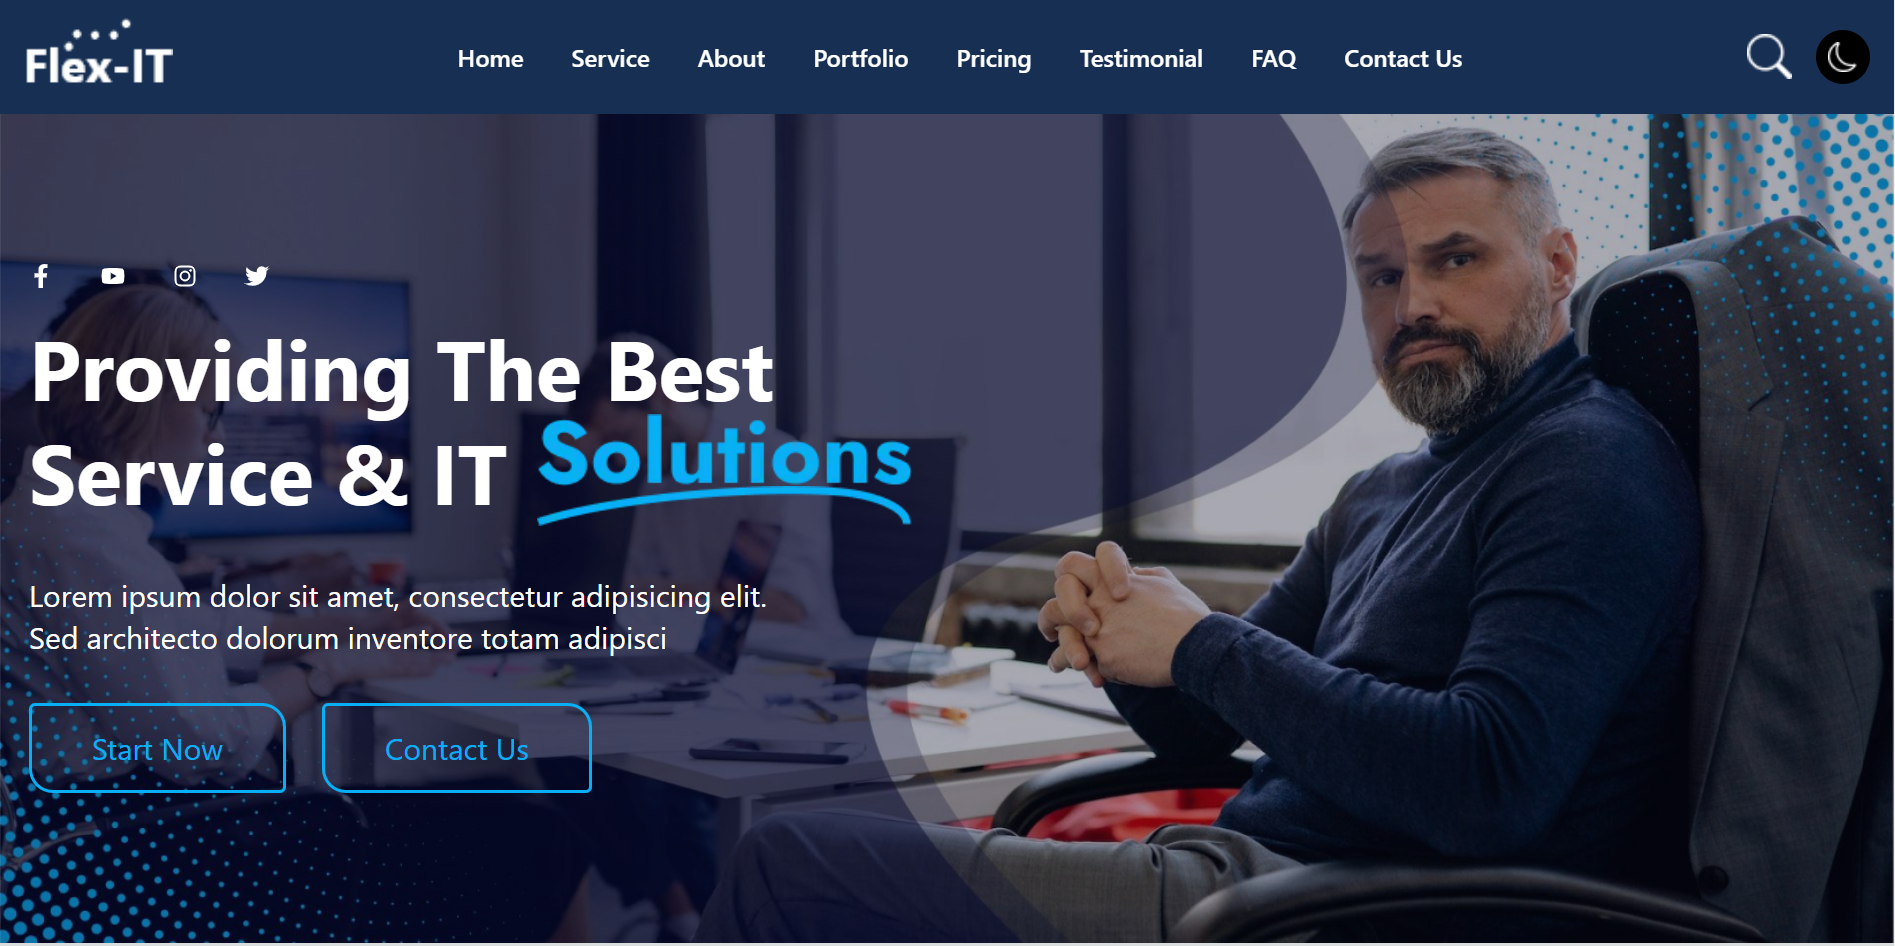 Flex-IT
Home Service About Portfolio Pricing Testimonial FAQ Contact Us
Providing The Best
Service & IT Solutions
Lorem ipsum dolor sit amet, consectetur adipisicing elit.
Sed architecto dolorum inventore totam adipisci
Start Now Contact Us